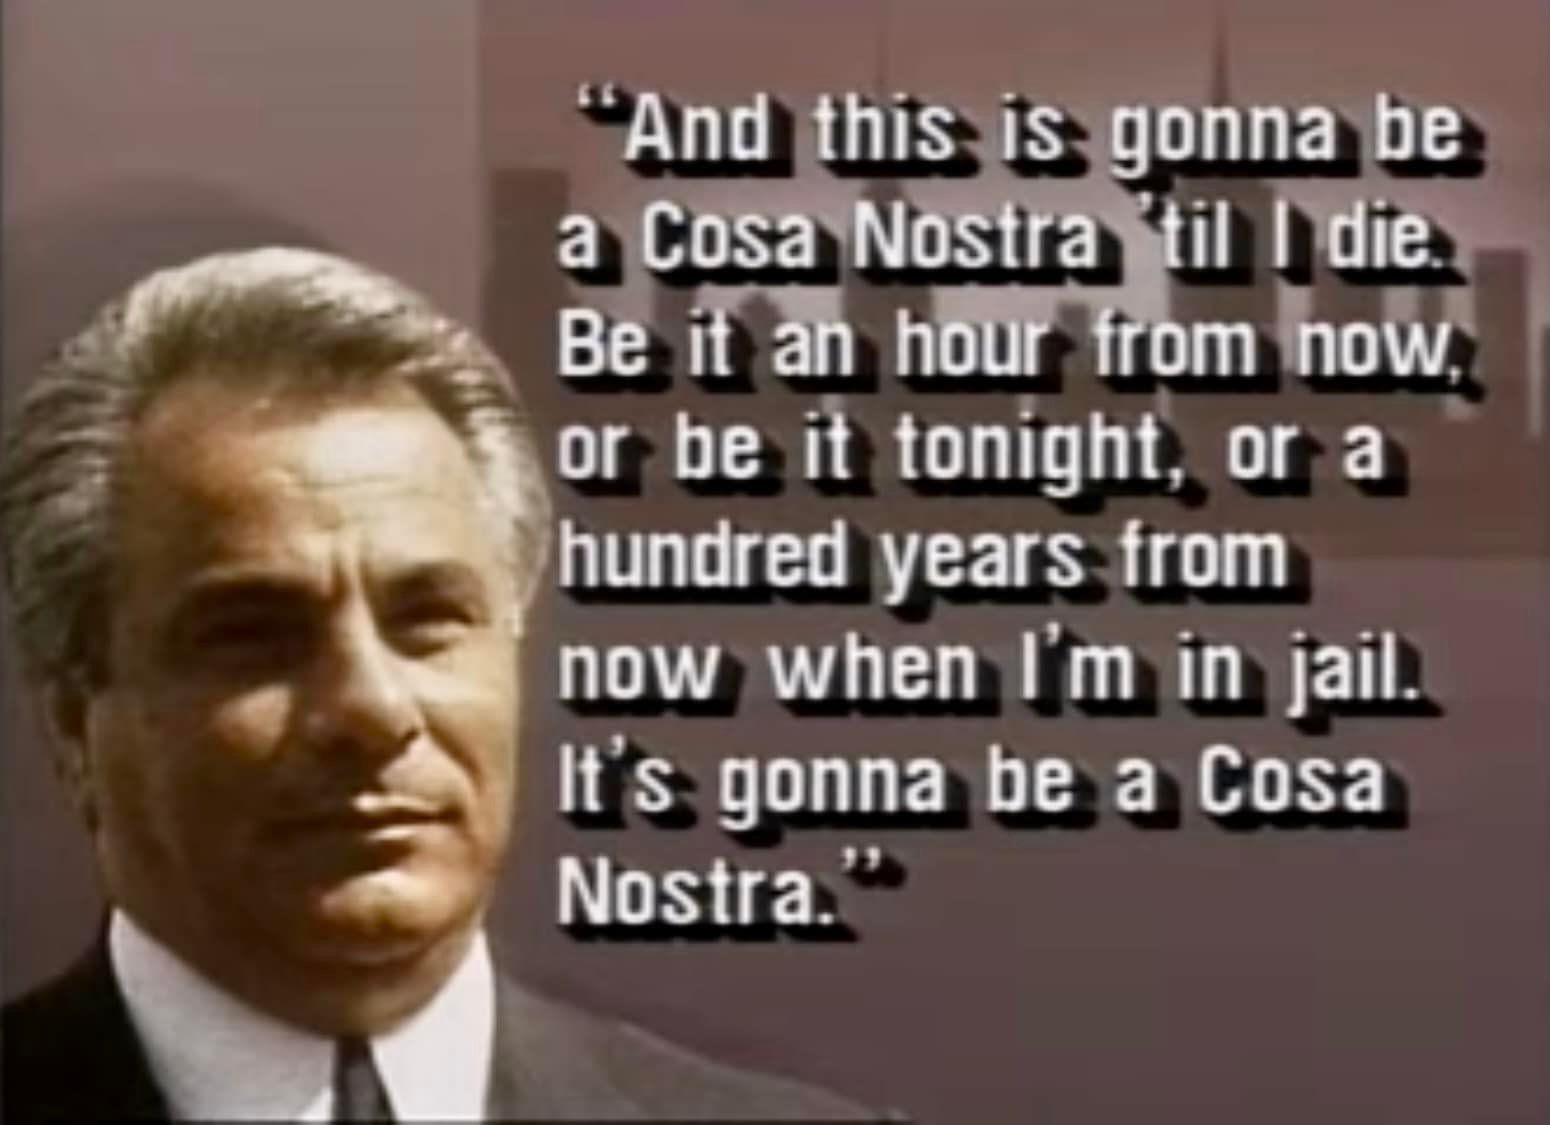 “And this is gonna be
a Cosa Nostra ’til I die.
Be it an hour from now,
or be it tonight, or a
hundred years from
now when I’m in jail.
It’s gonna be a Cosa
Nostra.”